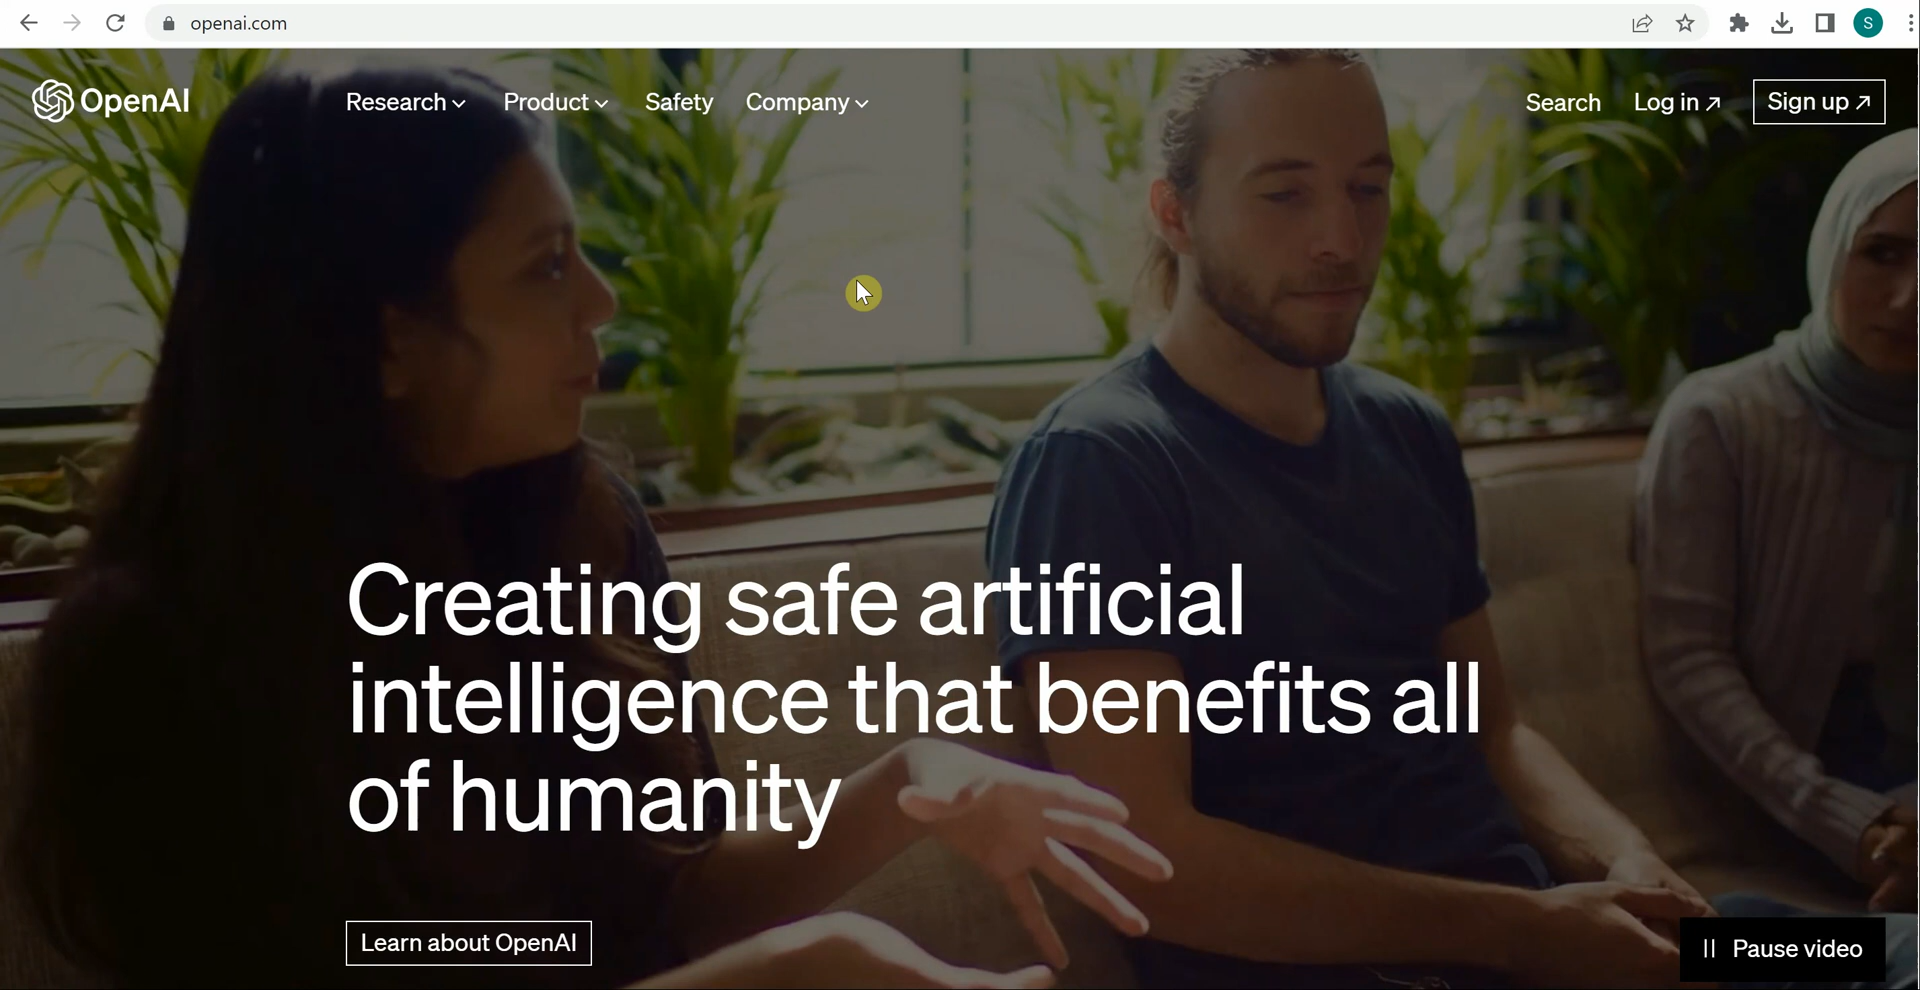 openai.com
S
OpenAI
Research
Product
Safety
Company
Search
Log in ↗
Sign up ↗
Creating safe artificial
intelligence that benefits all
of humanity
Learn about OpenAI
Pause video